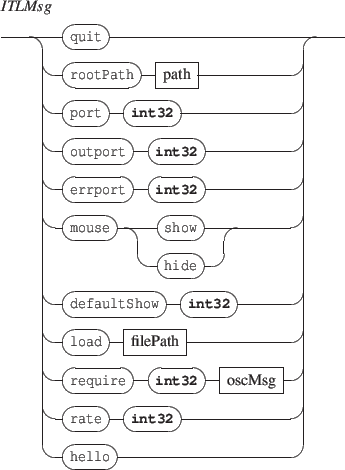 ITLMsg
quit
rootPath path
port int32
outport int32
errport int32
mouse show
hide
defaultShow int32
load filePath
require int32 oscMsg
rate int32
hello